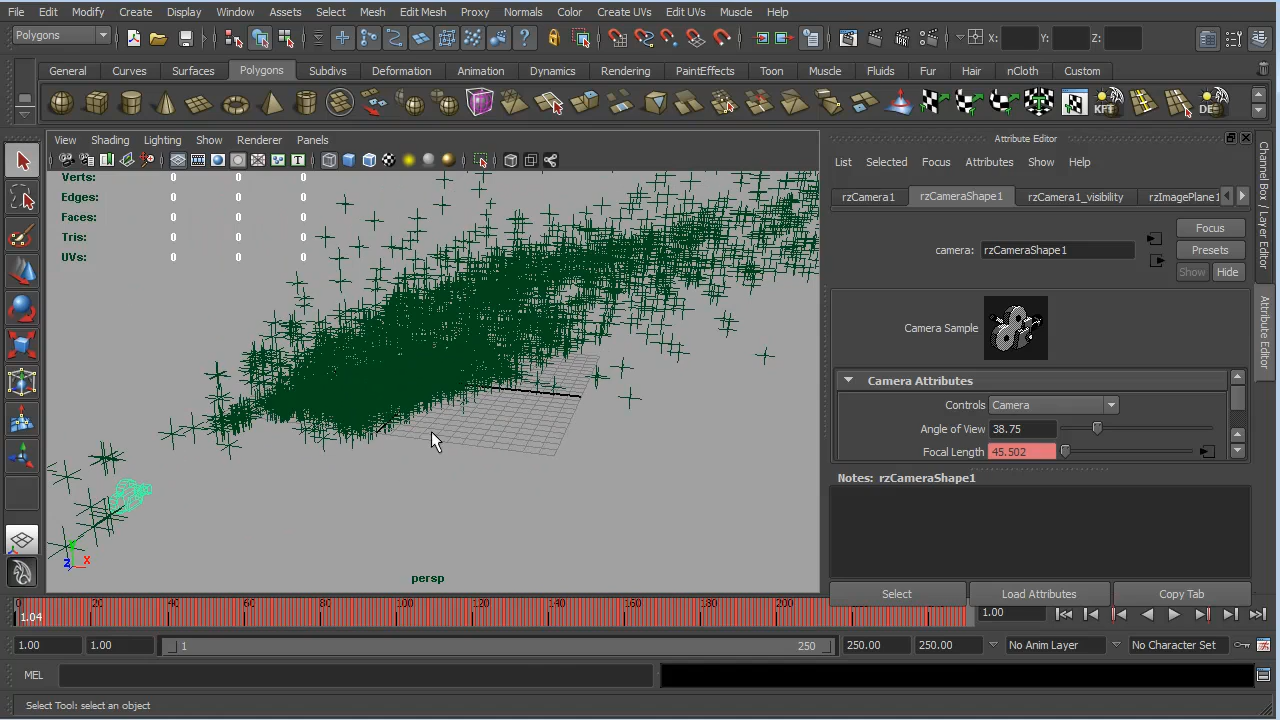 File Edit Modify Create Display Window Assets Select Mesh Edit Mesh Proxy Normals Color Create UVs Edit UVs Muscle Help
Polygons X: Y: Z:
General Curves Surfaces Polygons Subdivs Deformation Animation Dynamics Rendering PaintEffects Toon Muscle Fluids Fur Hair nCloth Custom
KFT DE
View Shading Lighting Show Renderer Panels
Attribute Editor
List Selected Focus Attributes Show Help
Verts: 0 0 0
Edges: 0 0 0
Faces: 0 0 0
Tris: 0 0 0
UVs: 0 0 0
rzCamera1 rzCameraShape1 rzCamera1_visibility rzImagePlane1
camera: rzCameraShape1
Focus
Presets
Show Hide
Camera Sample
Camera Attributes
Controls Camera
Angle of View 38.75
Focal Length 45.502
Notes: rzCameraShape1
Select Load Attributes Copy Tab
Channel Box / Layer Editor
Attribute Editor
Z X
persp
0 20 40 60 80 100 120 140 160 180 200
1.04
1.00
1.00 1.00 1 250 250.00 250.00 No Anim Layer No Character Set
MEL
Select Tool: select an object